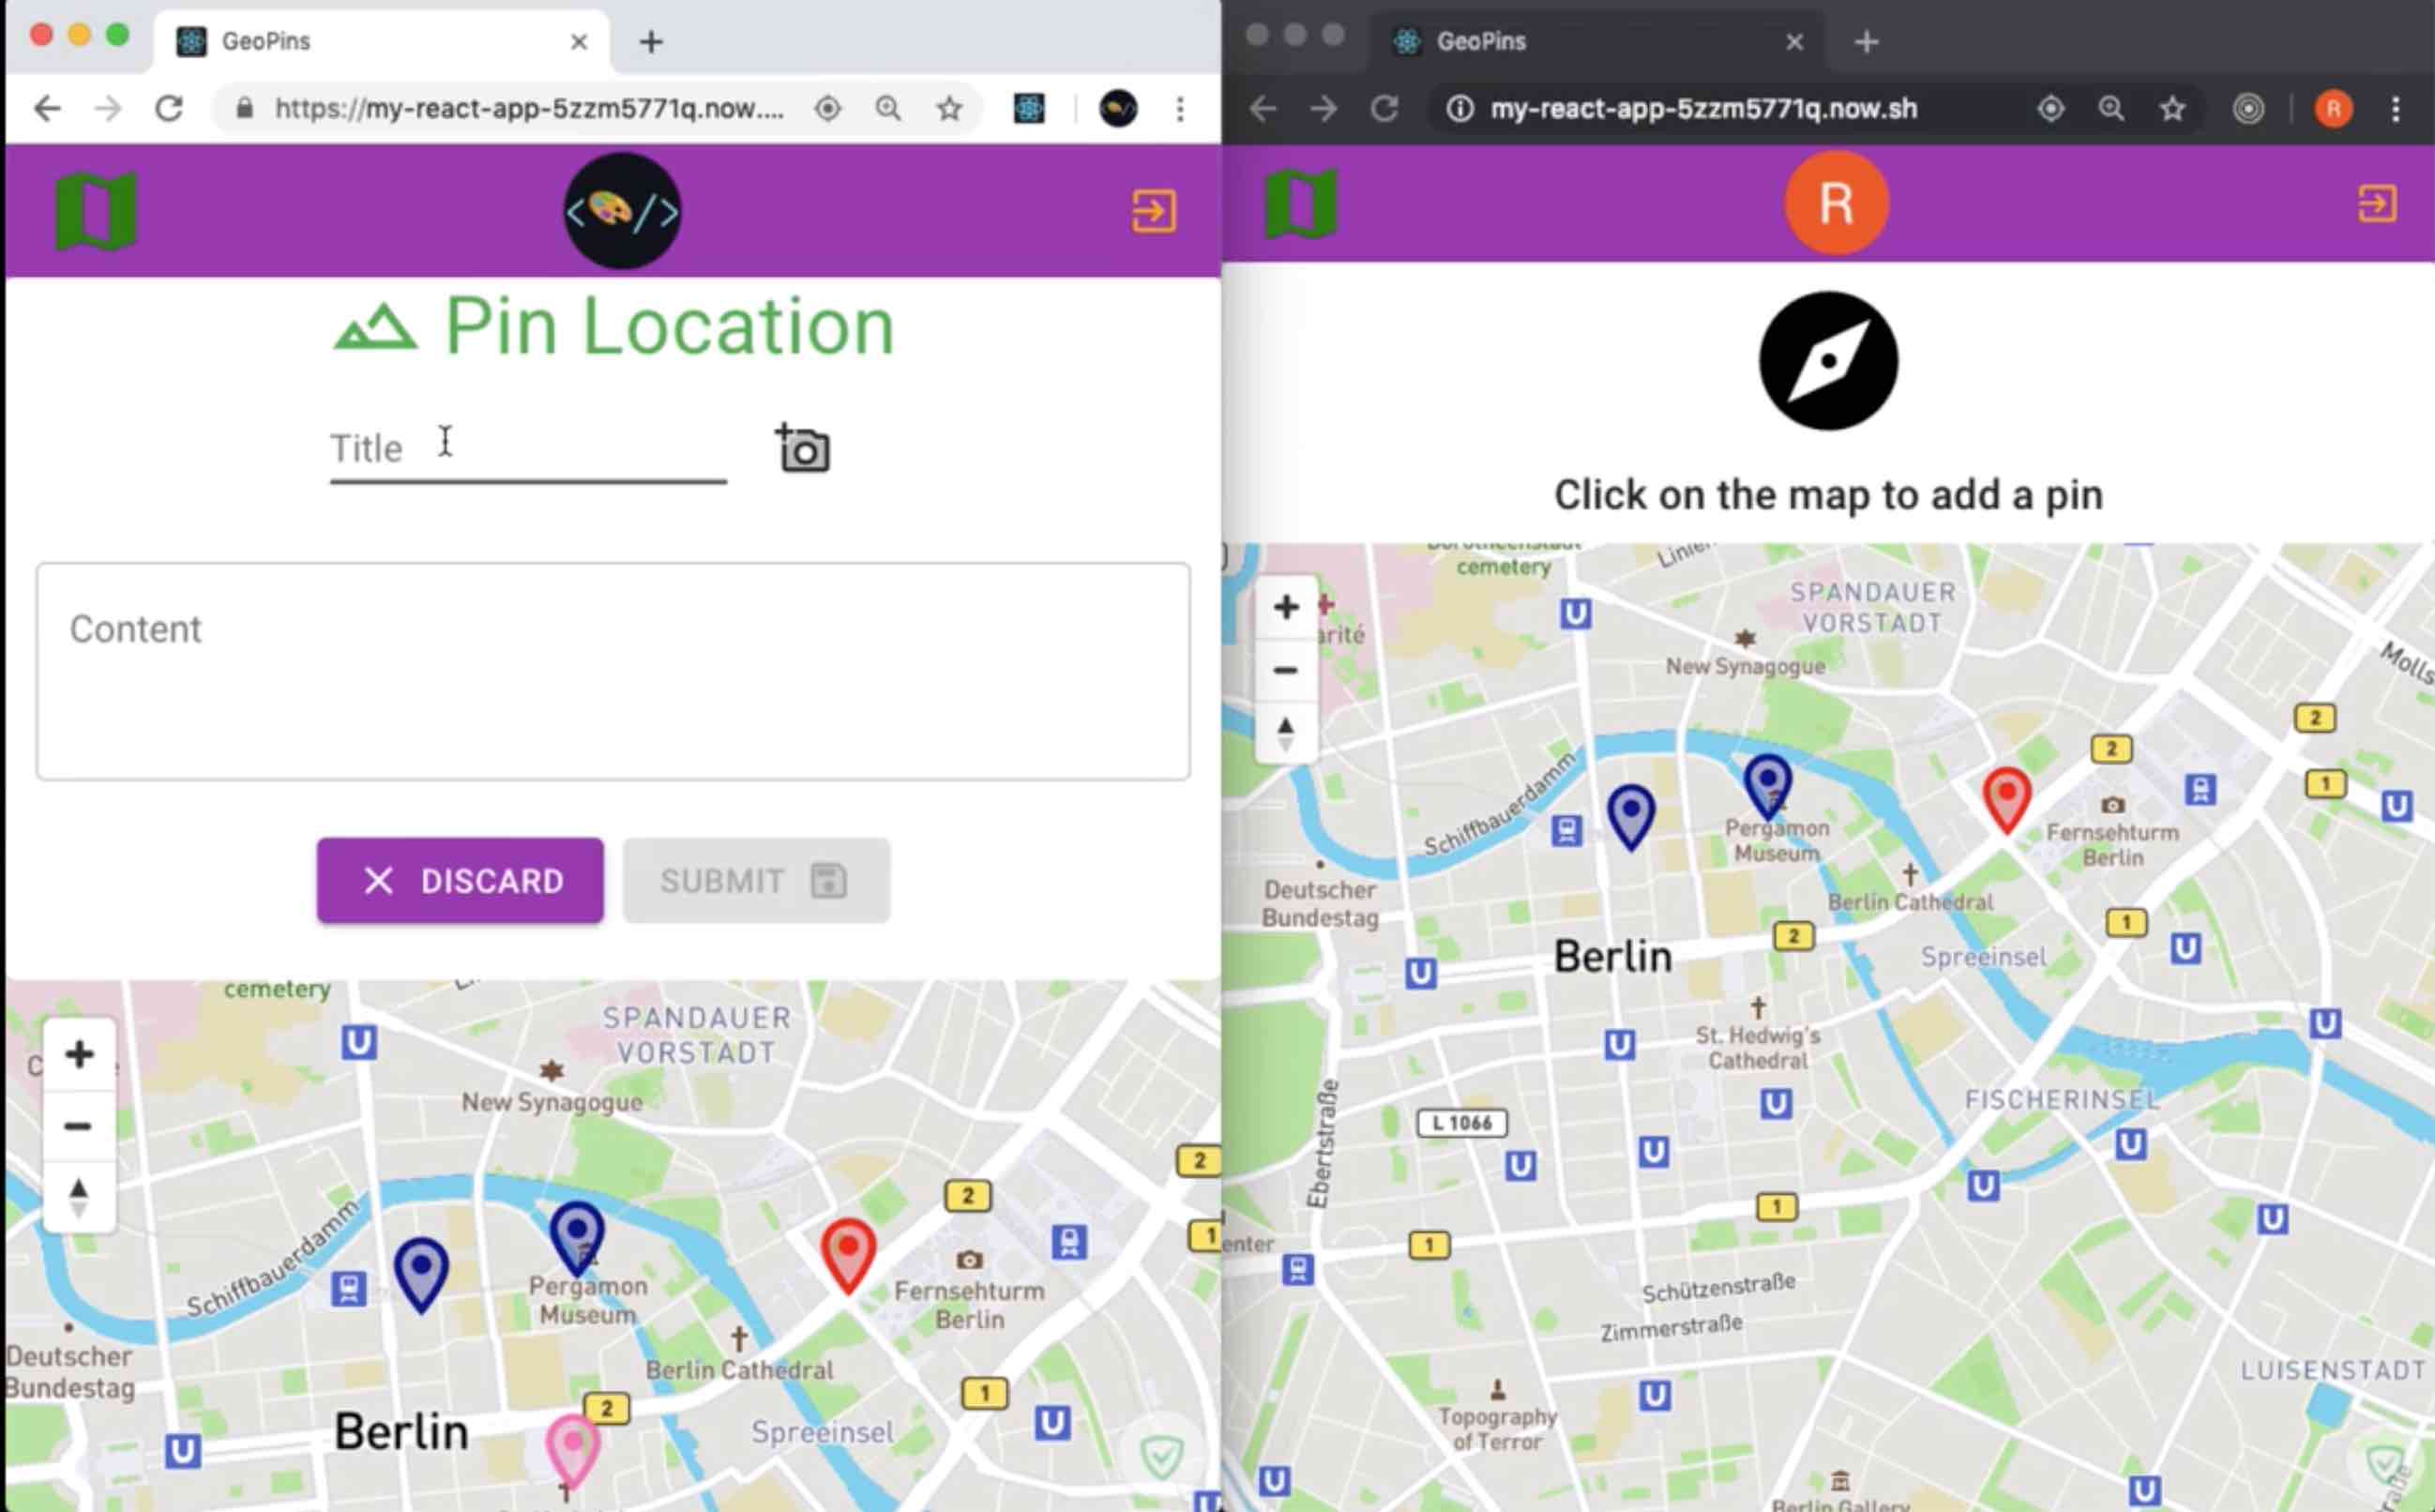 GeoPins
https://my-react-app-5zzm5771q.now....
Pin Location
Title
Content
DISCARD
SUBMIT
cemetery
SPANDAUER
VORSTADT
New Synagogue
2
2
1
Schiffbauerdamm
Pergamon
Museum
Fernsehturm
Berlin
Deutscher
Bundestag
Berlin Cathedral
1
2
Berlin
Spreeinsel
U
U
U
GeoPins
my-react-app-5zzm5771q.now.sh
R
R
Click on the map to add a pin
cemetery
SPANDAUER
VORSTADT
U
arité
New Synagogue
Molls
2
2
1
U
Schiffbauerdamm
Pergamon
Museum
Fernsehturm
Berlin
Deutscher
Bundestag
Berlin Cathedral
2
1
U
Berlin
Spreeinsel
U
St. Hedwig's
Cathedral
U
U
U
FISCHERINSEL
L 1066
Ebertstraße
U
U
U
U
1
U
enter
1
Schützenstraße
Zimmerstraße
LUISENSTADT
U
Topography
of Terror
U
U
Berlin Gallery